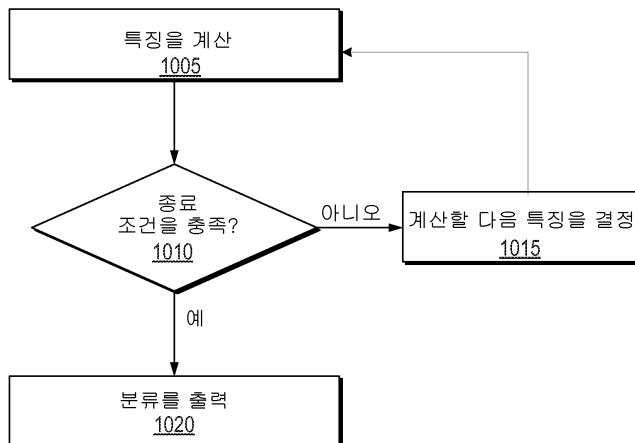 특징을 계산
1005
종료
조건을 충족?
1010
아니오
계산할 다음 특징을 결정
1015
예
분류를 출력
1020